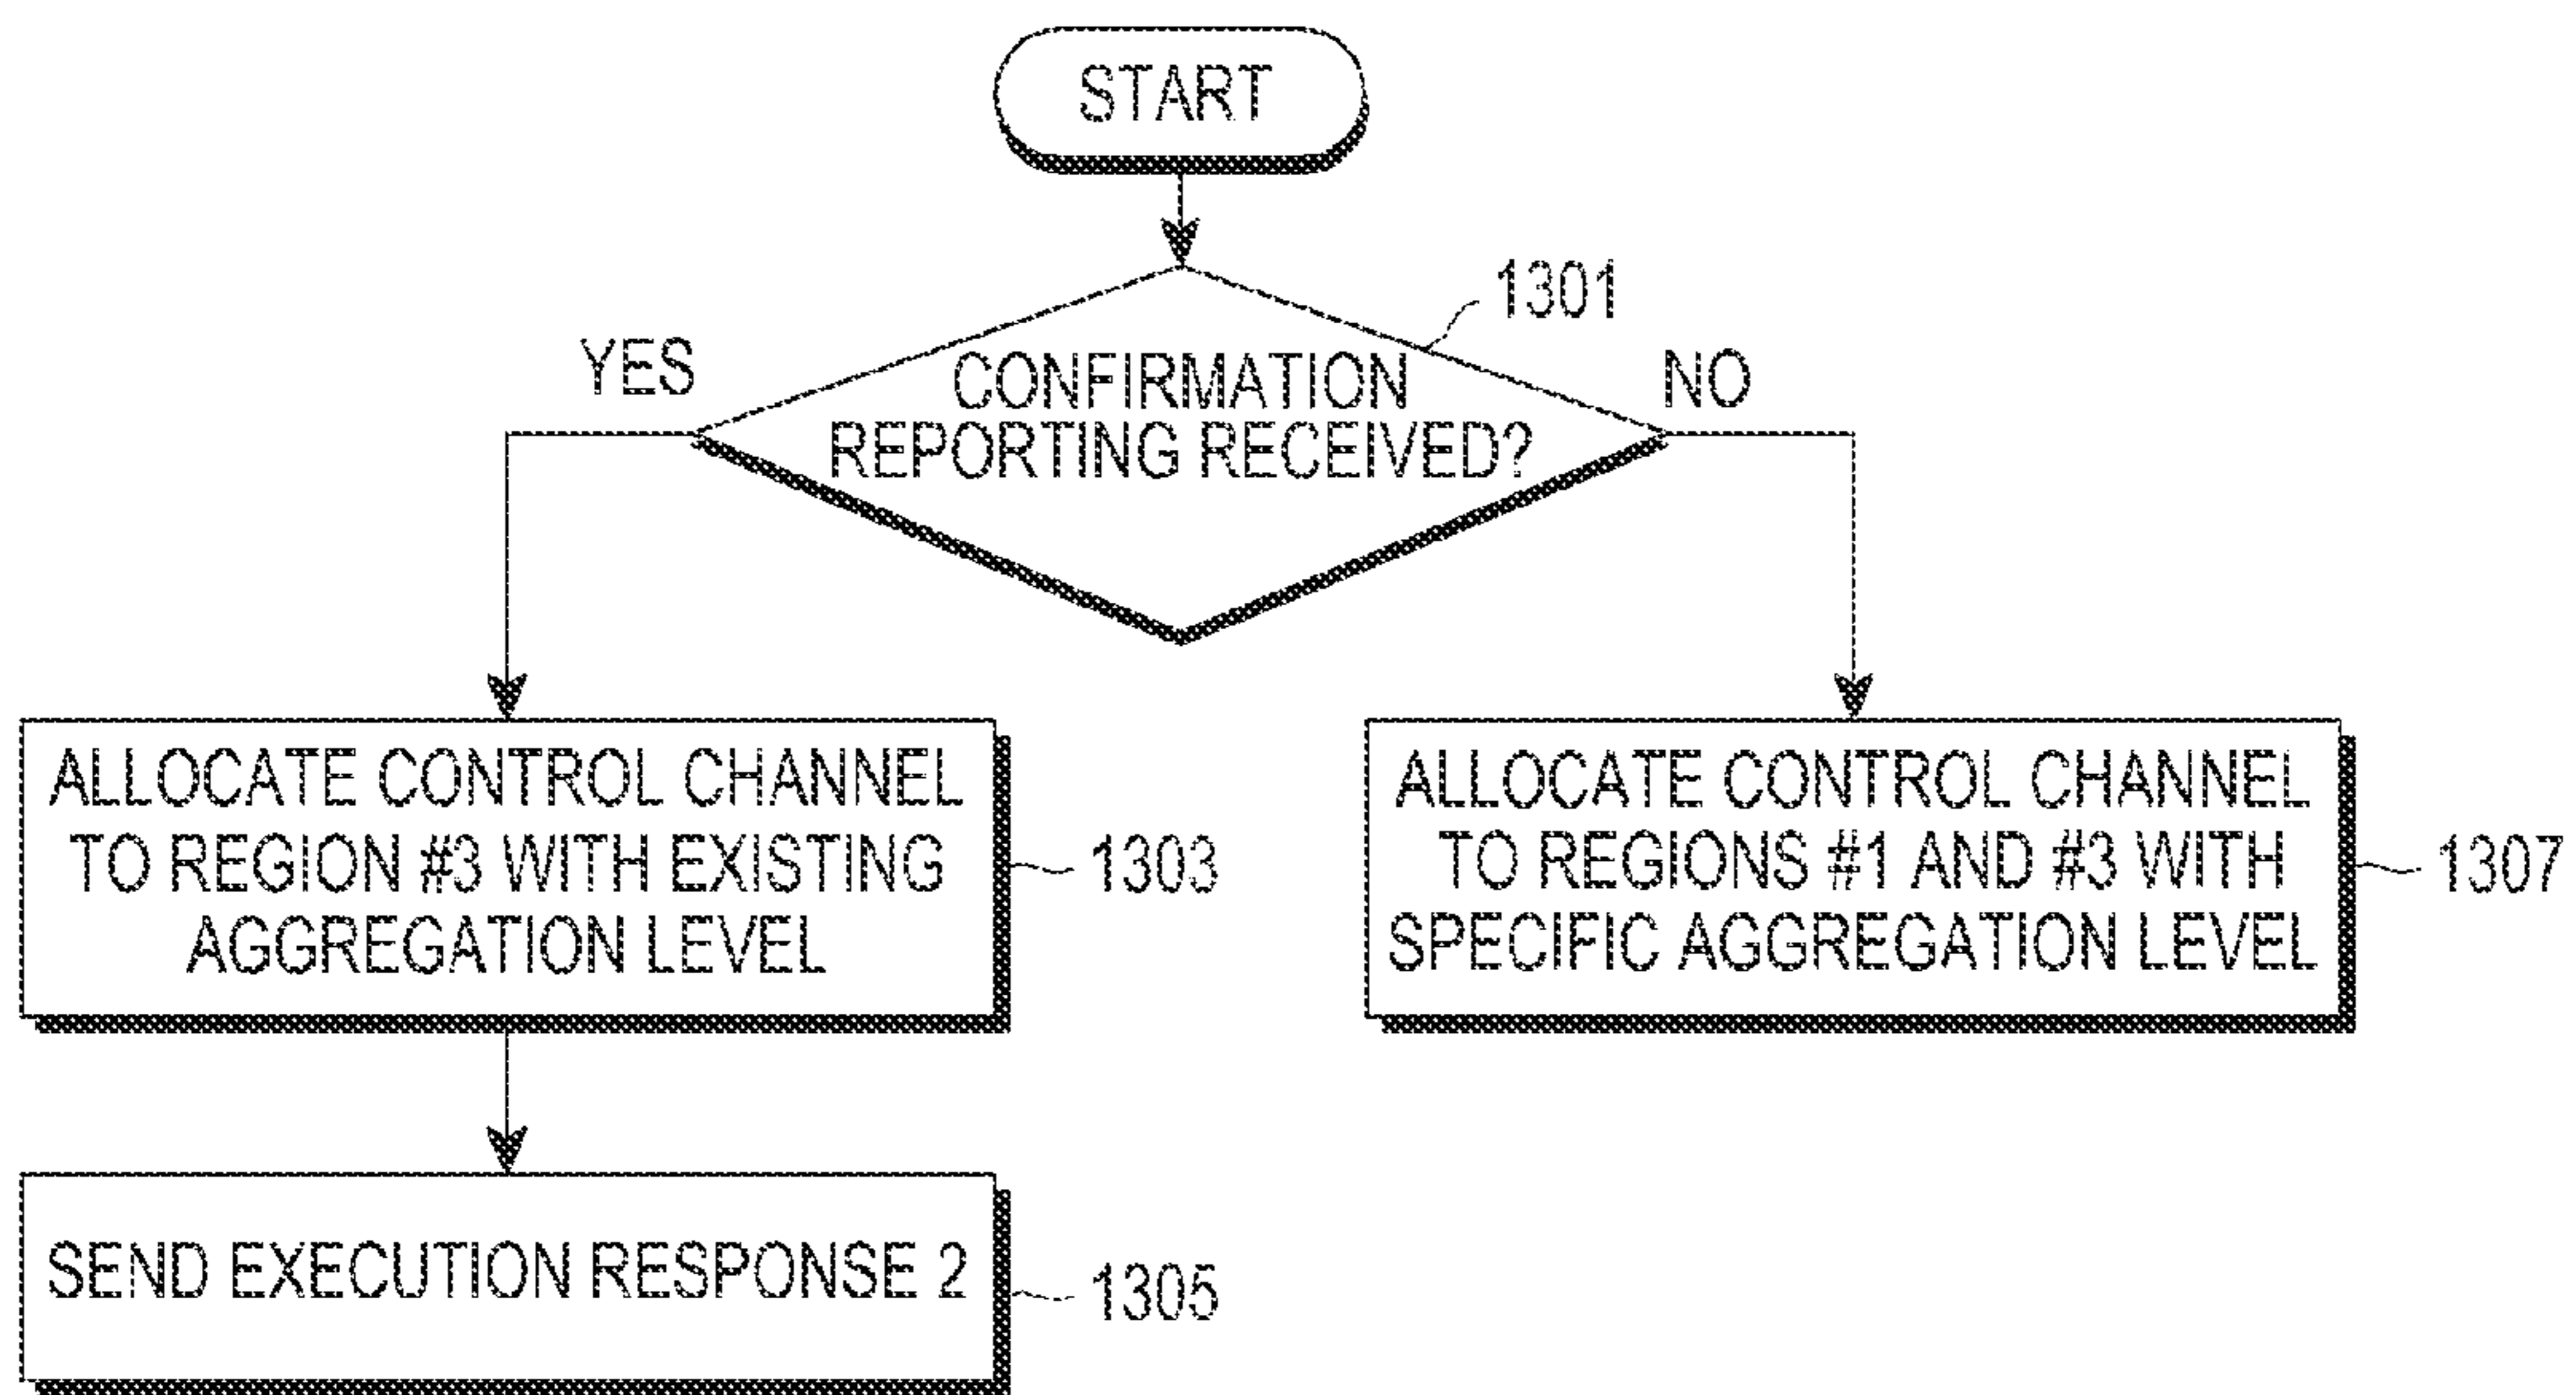 START
1301
YES
NO
CONFIRMATION
REPORTING RECEIVED?
ALLOCATE CONTROL CHANNEL
TO REGION #3 WITH EXISTING
AGGREGATION LEVEL
1303
ALLOCATE CONTROL CHANNEL
TO REGIONS #1 AND #3 WITH
SPECIFIC AGGREGATION LEVEL
1307
SEND EXECUTION RESPONSE 2
1305